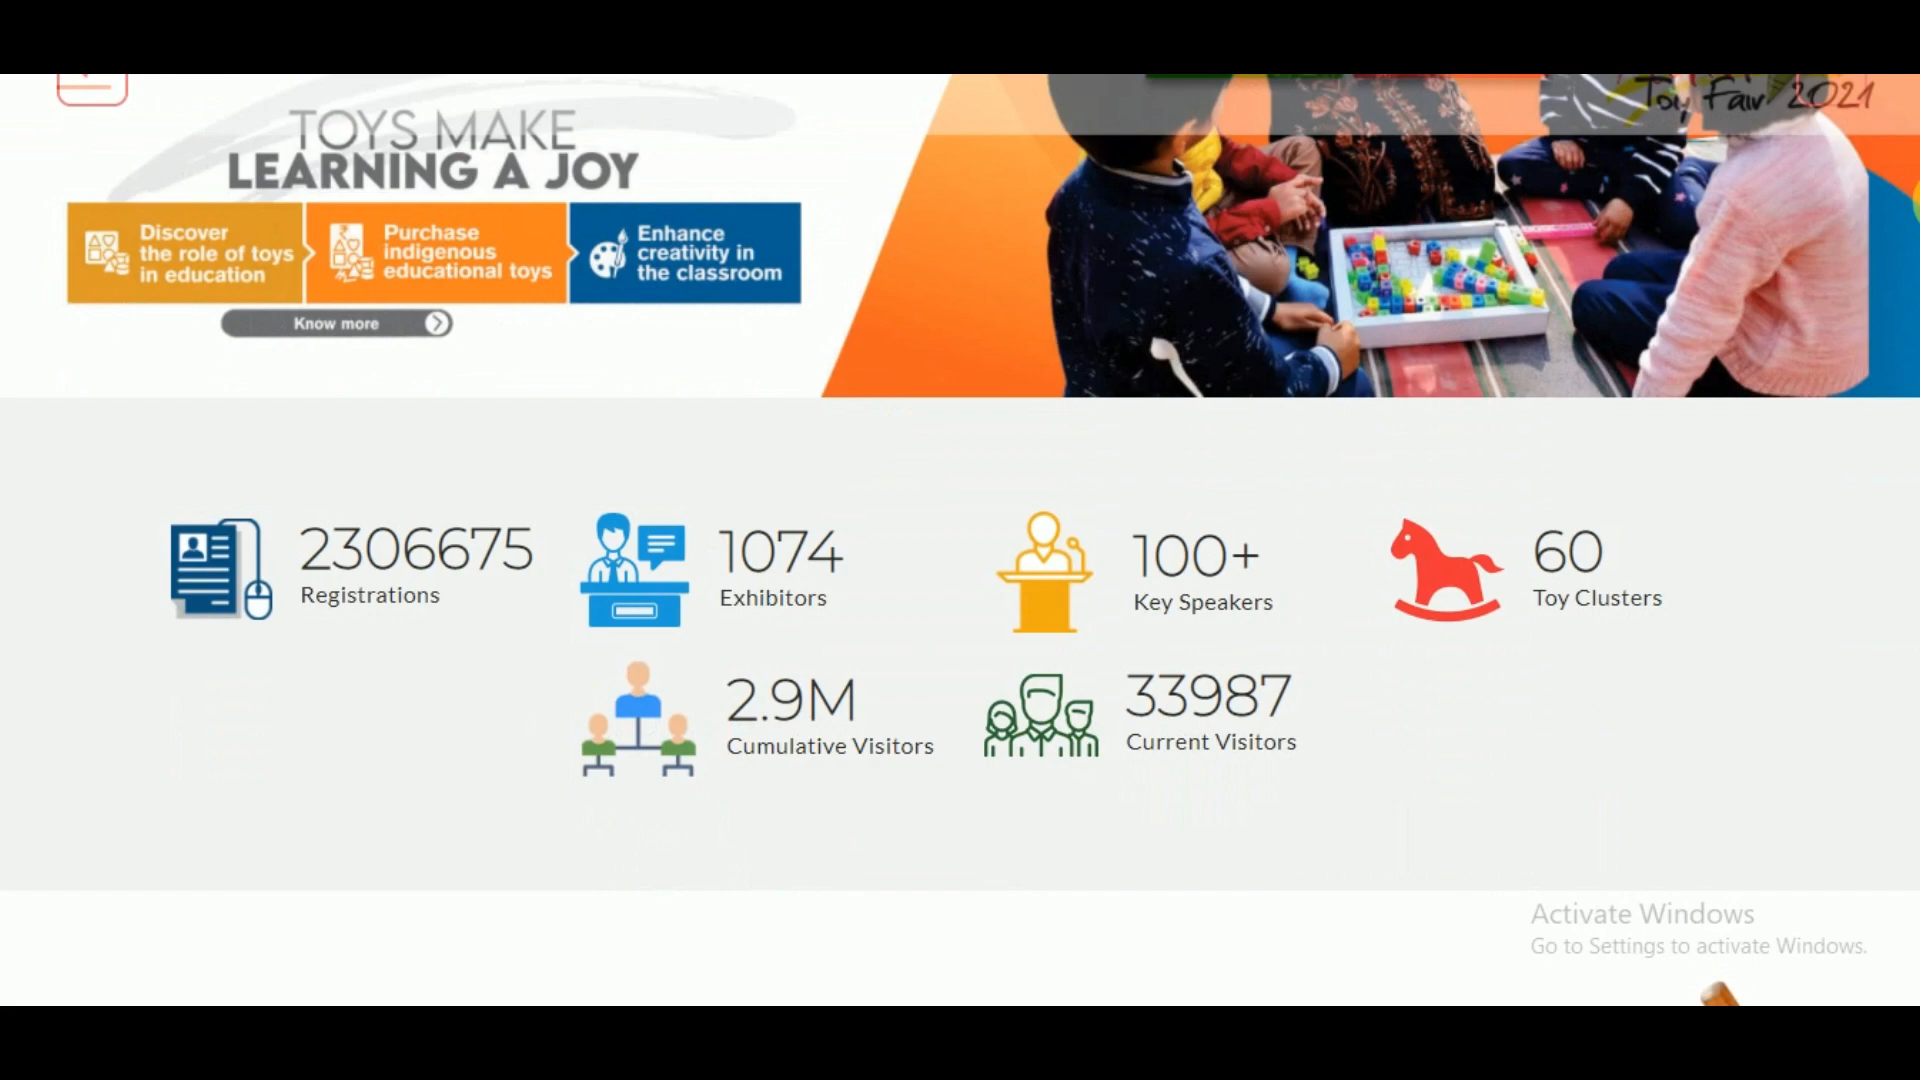 Toy Fair 2021
TOYS MAKE
LEARNING A JOY
Discover
the role of toys
in education
Purchase
indigenous
educational toys
Enhance
creativity in
the classroom
Know more
2306675
Registrations
1074
Exhibitors
100+
Key Speakers
60
Toy Clusters
2.9M
Cumulative Visitors
33987
Current Visitors
Activate Windows
Go to Settings to activate Windows.